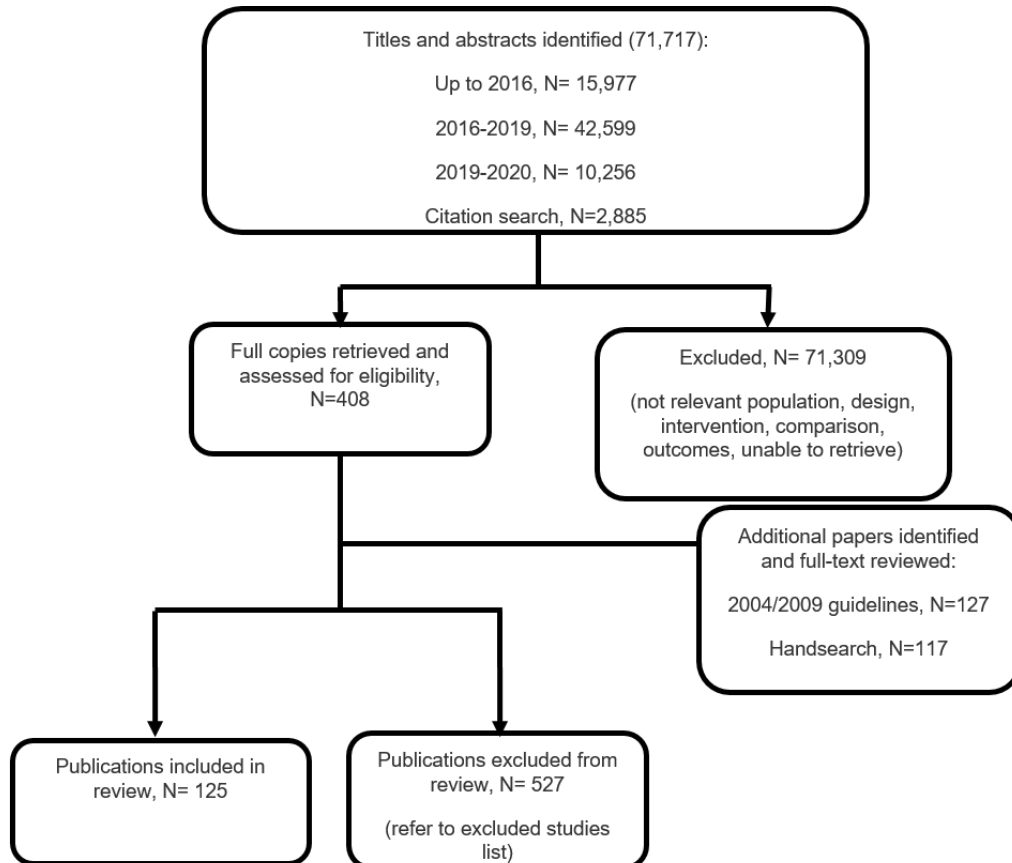 Titles and abstracts identified (71,717):
Up to 2016, N= 15,977
2016-2019, N= 42,599
2019-2020, N= 10,256
Citation search, N=2,885
Full copies retrieved and
assessed for eligibility,
N=408
Excluded, N= 71,309
(not relevant population, design,
intervention, comparison,
outcomes, unable to retrieve)
Additional papers identified
and full-text reviewed:
2004/2009 guidelines, N=127
Handsearch, N=117
Publications included in
review, N= 125
Publications excluded from
review, N= 527
(refer to excluded studies
list)